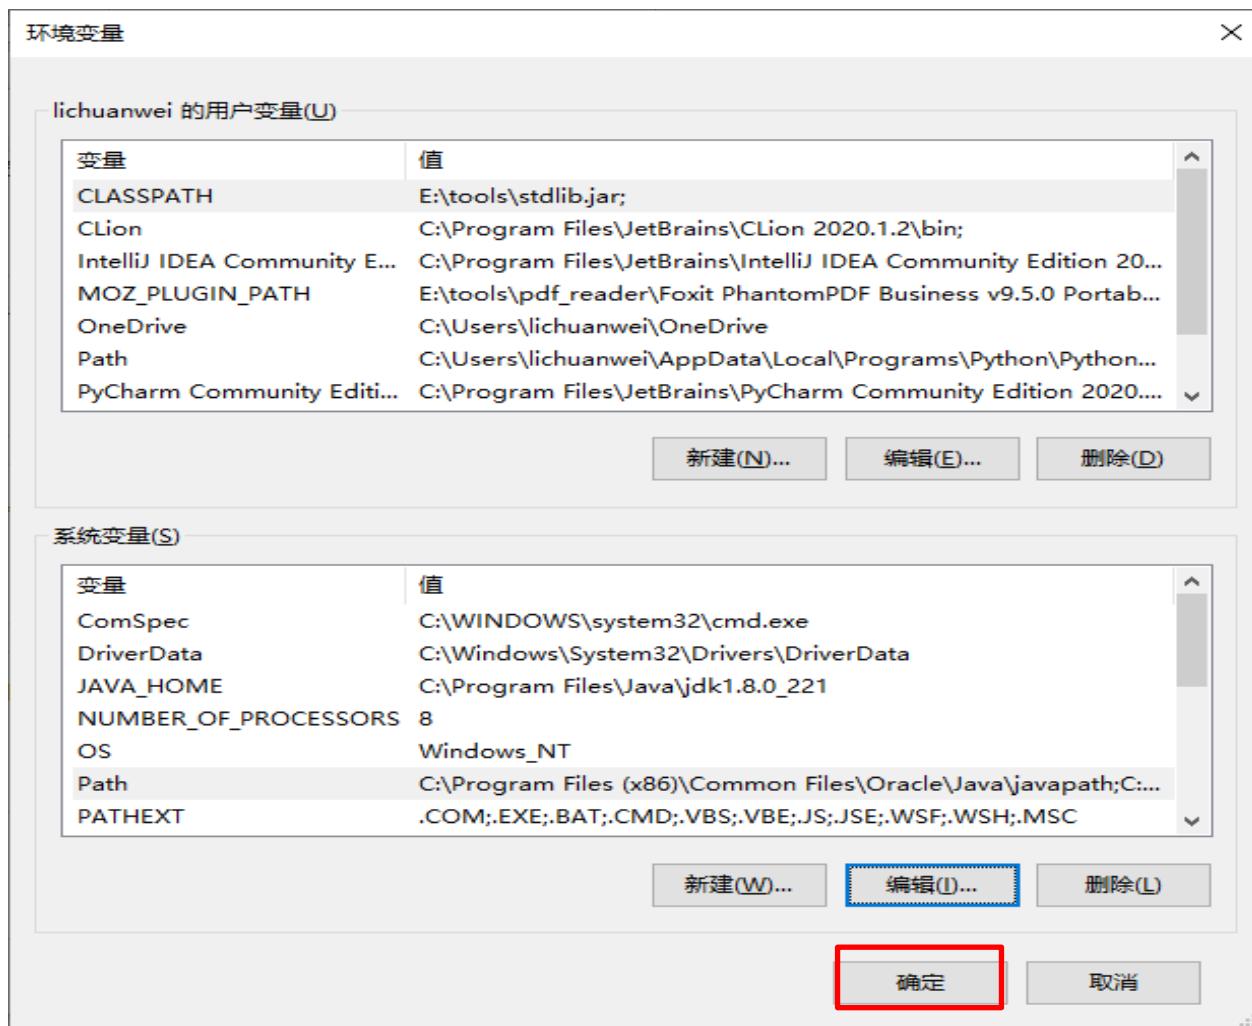 环境变量
lichuanwei 的用户变量(U)
变量 值
CLASSPATH E:\tools\stdlib.jar;
CLion C:\Program Files\JetBrains\CLion 2020.1.2\bin;
IntelliJ IDEA Community E... C:\Program Files\JetBrains\IntelliJ IDEA Community Edition 20...
MOZ_PLUGIN_PATH E:\tools\pdf_reader\Foxit PhantomPDF Business v9.5.0 Portab...
OneDrive C:\Users\lichuanwei\OneDrive
Path C:\Users\lichuanwei\AppData\Local\Programs\Python\Python...
PyCharm Community Editi... C:\Program Files\JetBrains\PyCharm Community Edition 2020....
新建(N)... 编辑(E)... 删除(D)
系统变量(S)
变量 值
ComSpec C:\WINDOWS\system32\cmd.exe
DriverData C:\Windows\System32\Drivers\DriverData
JAVA_HOME C:\Program Files\Java\jdk1.8.0_221
NUMBER_OF_PROCESSORS 8
OS Windows_NT
Path C:\Program Files (x86)\Common Files\Oracle\Java\javapath;C:...
PATHEXT .COM;.EXE;.BAT;.CMD;.VBS;.VBE;.JS;.JSE;.WSF;.WSH;.MSC
新建(W)... 编辑(I)... 删除(L)
确定 取消